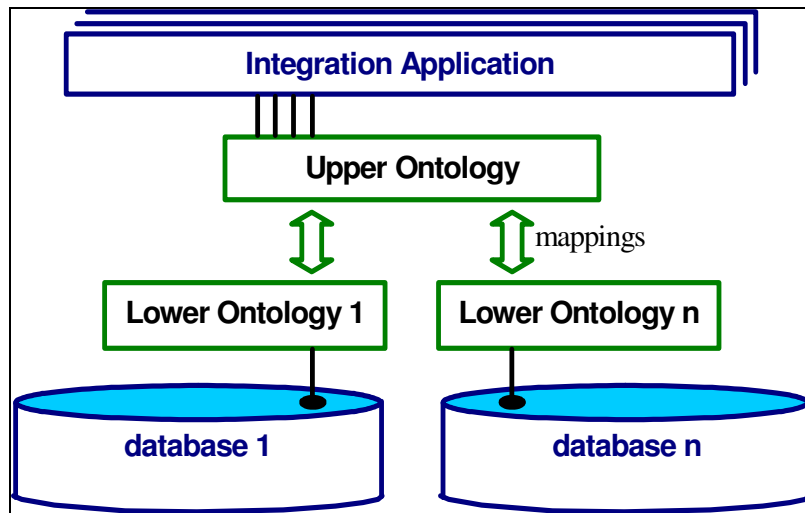 Integration Application
Upper Ontology
mappings
Lower Ontology 1
Lower Ontology n
database 1
database n